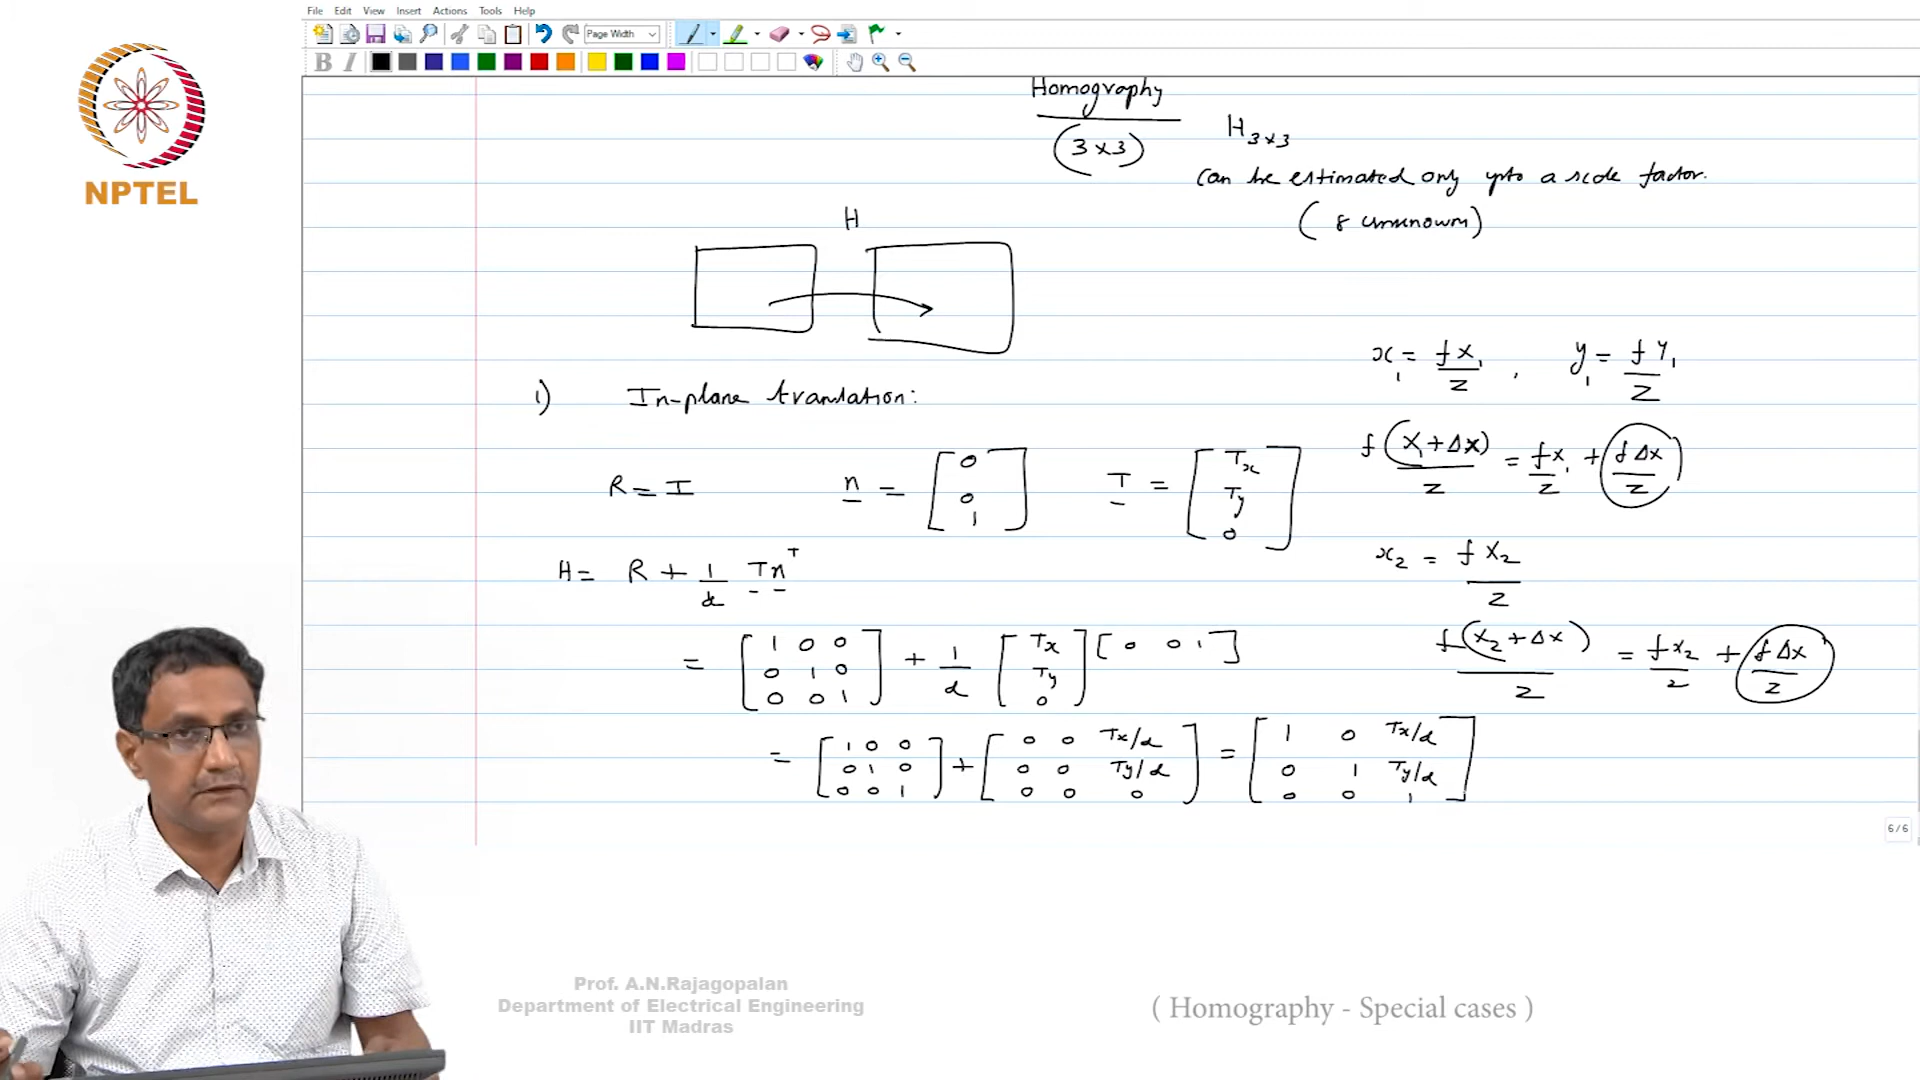 File Edit View Insert Actions Tools Help
Page Width
B I
NPTEL
Homography
(3×3)
H3×3
can be estimated only upto a scale factor.
(8 unknown)
H
x1 = fX1/Z , y1 = fY1/Z
1) In-plane translation:
f(X1+ΔX)/Z = fX1/Z + fΔX/Z
R = I n = [0 0 1] T = [Tx Ty 0]
x2 = fX2/Z
H = R + 1/d T n^T
f(X2+ΔX)/Z = fX2/Z + fΔX/Z
= [1 0 0; 0 1 0; 0 0 1] + 1/d [Tx; Ty; 0] [0 0 1]
= [1 0 0; 0 1 0; 0 0 1] + [0 0 Tx/d; 0 0 Ty/d; 0 0 0] = [1 0 Tx/d; 0 1 Ty/d; 0 0 1]
6/6
Prof. A.N.Rajagopalan
Department of Electrical Engineering
IIT Madras
( Homography - Special cases )